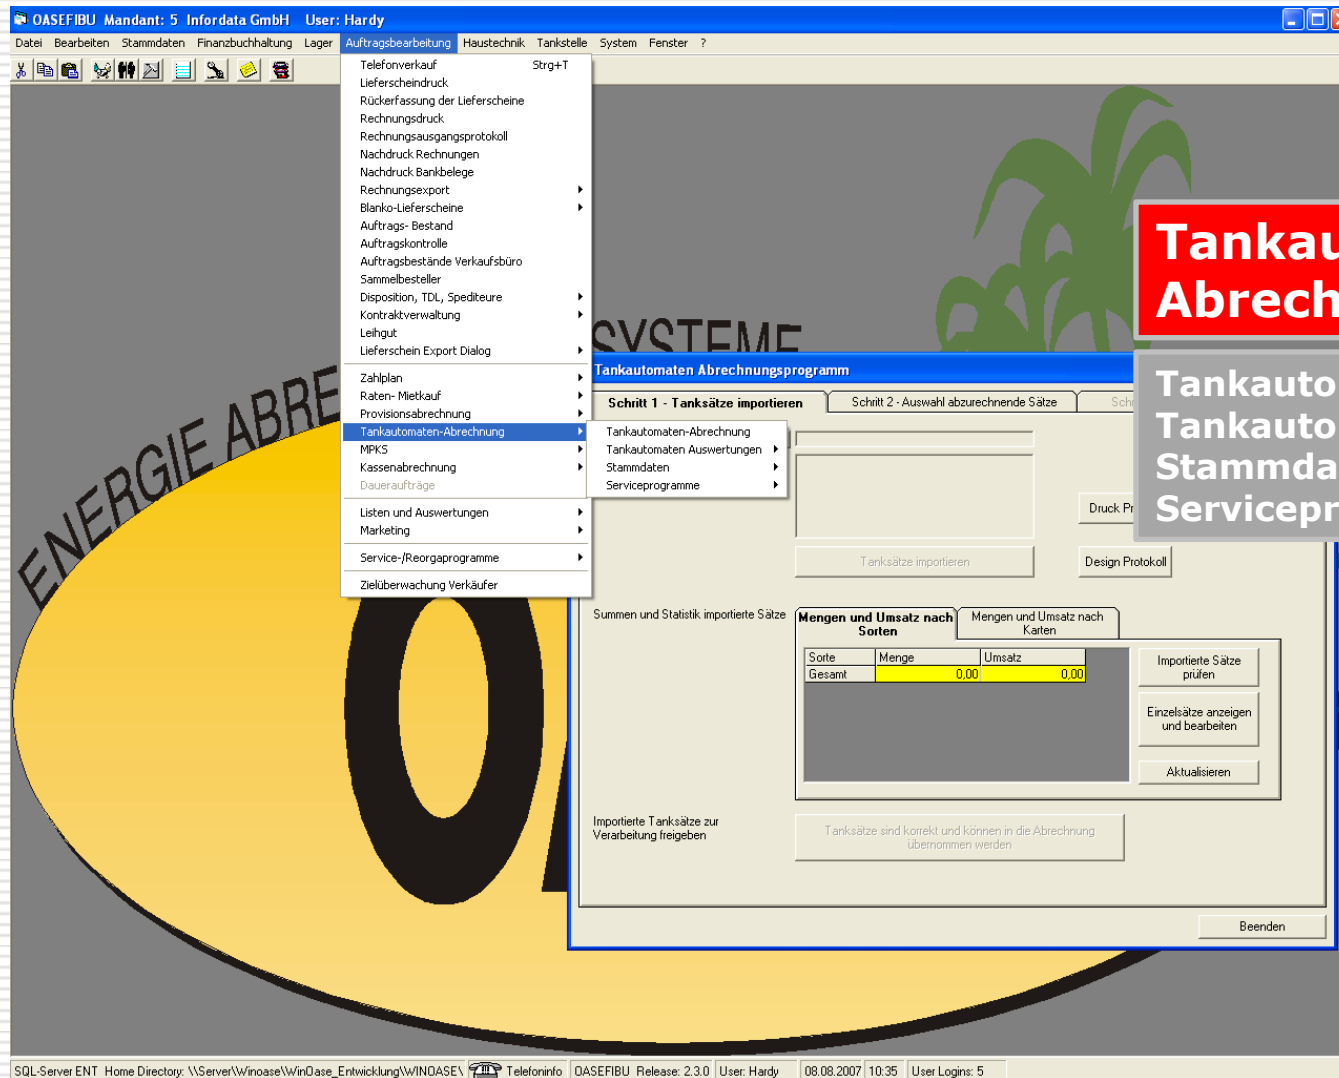 OASEFIBU Mandant: 5 Infordata GmbH User: Hardy
Datei Bearbeiten Stammdaten Finanzbuchhaltung Lager Auftragsbearbeitung Haustechnik Tankstelle System Fenster ?
Telefonverkauf Strg+T
Lieferscheindruck
Rückerfassung der Lieferscheine
Rechnungsdruck
Rechnungsausgangsprotokoll
Nachdruck Rechnungen
Nachdruck Bankbelege
Rechnungsexport
Blanko-Lieferscheine
Auftrags- Bestand
Auftragskontrolle
Auftragsbestände Verkaufsbüro
Sammelbesteller
Disposition, TDL, Spediteure
Kontraktverwaltung
Leihgut
Lieferschein Export Dialog
Zahlplan
Raten- Mietkauf
Provisionsabrechnung
Tankautomaten-Abrechnung
MPKS
Kassenabrechnung
Daueraufträge
Listen und Auswertungen
Marketing
Service-/Reorgaprogramme
Zielüberwachung Verkäufer
Tankautomaten-Abrechnung
Tankautomaten Auswertungen
Stammdaten
Serviceprogramme
ENERGIE ABRE
SYSTEME
Tankau
Abrech
Tankauto
Tankauto
Stammda
Servicepr
Tankautomaten Abrechnungsprogramm
Schritt 1 - Tanksätze importieren
Schritt 2 - Auswahl abzurechnende Sätze
Sch
Druck Pr
Tanksätze importieren
Design Protokoll
Summen und Statistik importierte Sätze
Mengen und Umsatz nach
Sorten
Mengen und Umsatz nach
Karten
Sorte Menge Umsatz
Gesamt 0,00 0,00
Importierte Sätze
prüfen
Einzelsätze anzeigen
und bearbeiten
Aktualisieren
Importierte Tanksätze zur
Verarbeitung freigeben
Tanksätze sind korrekt und können in die Abrechnung
übernommen werden
Beenden
SQL-Server ENT Home Directory: \\Server\Winoase\WinOase_Entwicklung\WINOASE\ Telefoninfo OASEFIBU Release: 2.3.0 User: Hardy 08.08.2007 10:35 User Logins: 5